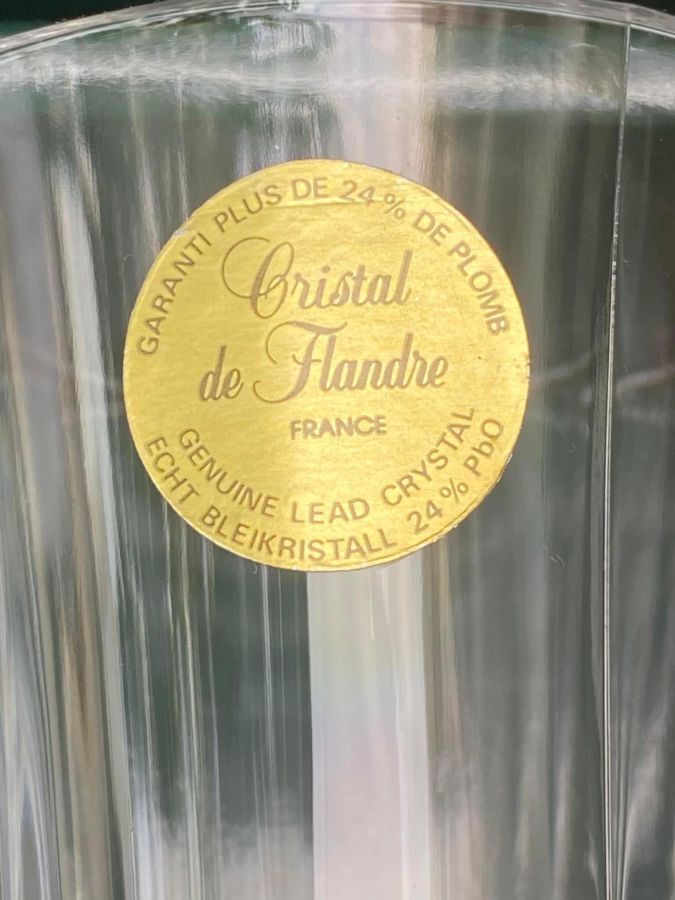 GARANTI PLUS DE 24% DE PLOMB
Cristal
de Flandre
FRANCE
GENUINE LEAD CRYSTAL
ECHT BLEIKRISTALL 24% PbO